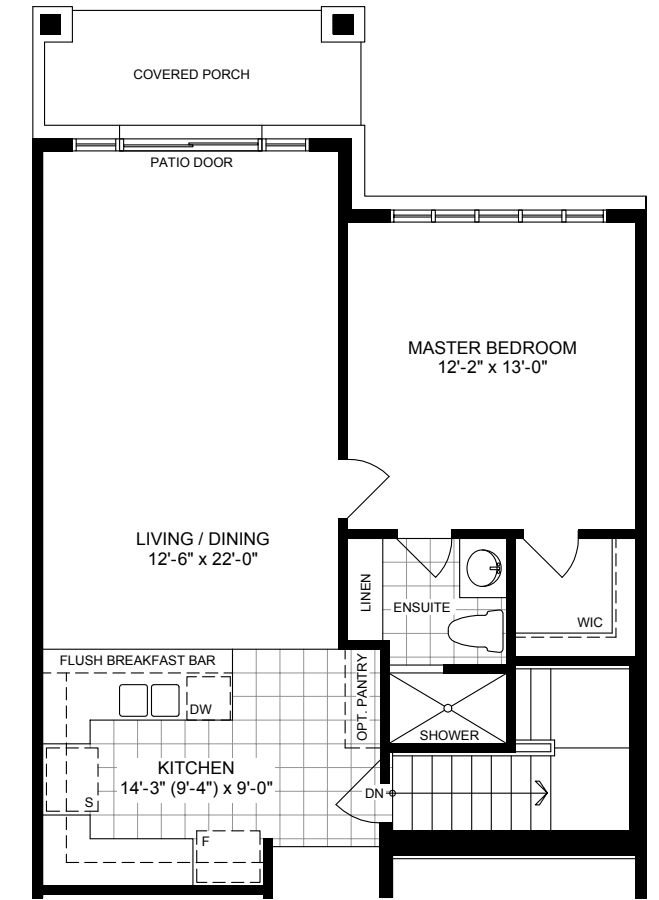 COVERED PORCH
PATIO DOOR
MASTER BEDROOM
12'-2" x 13'-0"
LIVING / DINING
12'-6" x 22'-0"
LINEN
ENSUITE
WIC
FLUSH BREAKFAST BAR
OPT. PANTRY
DW
SHOWER
KITCHEN
14'-3" (9'-4") x 9'-0"
DN
S
F